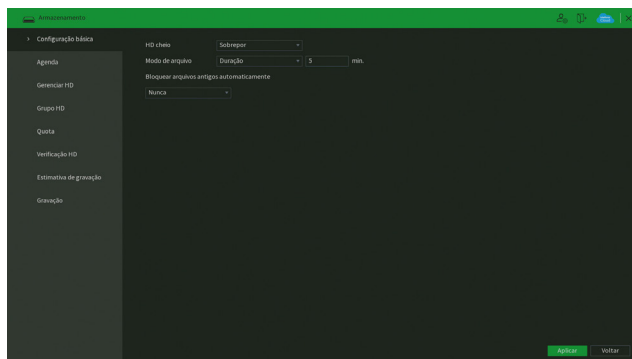 Armazenamento
Configuração básica
HD cheio Sobrepor
Agenda
Modo de arquivo Duração 5 min.
Bloquear arquivos antigos automaticamente
Gerenciar HD
Nunca
Grupo HD
Quota
Verificação HD
Estimativa de gravação
Gravação
Aplicar Voltar